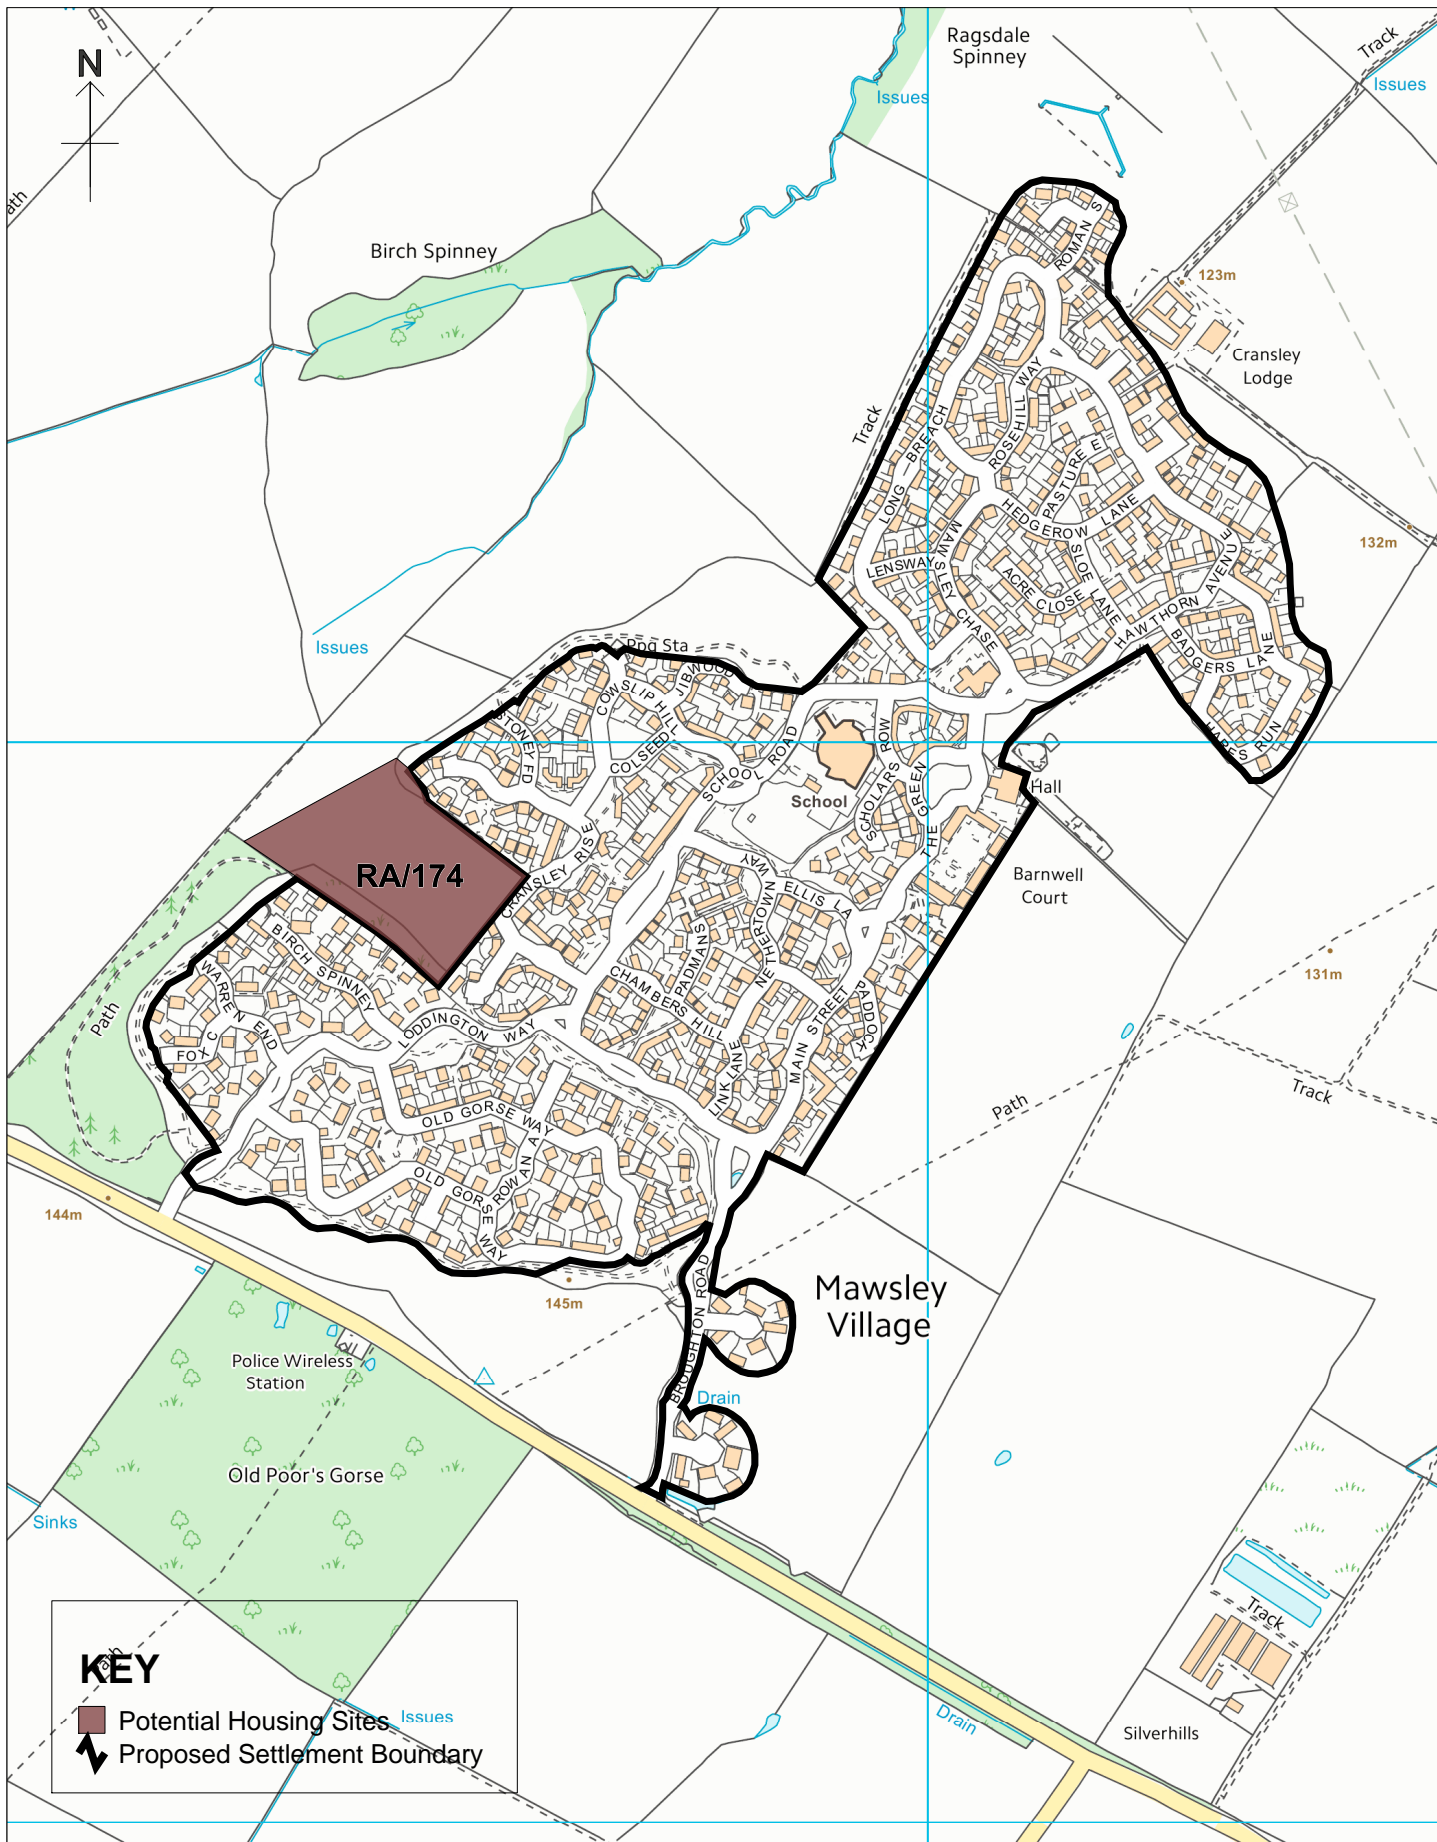 N
Ragsdale
Spinney
Track
Issues
Issues
ath
Birch Spinney
ROMAN S
123m
Cransley
Lodge
Track
LONG BREACH
ROSEHILL WAY
PASTURE E
HEDGEROW LANE
132m
LENSWAY
MAWSLEY CHASE
SLOE LANE
ACRE CLOSE
HAWTHORN AVENUE
BADGERS LANE
HARES RUN
Issues
Ppg Sta
JIBWOOD
COWSLIP HILL
STONEFD
COLSEED
SCHOOL ROAD
School
SCHOLARS ROW
THE GREEN
Hall
Barnwell
Court
RA/174
CRANSLEY RISE
NETHERTOWN WAY
ELLIS LA
PADMANS
CHAMBERS HILL
BIRCH SPINNEY
WARREN END
FOX C
Path
LODDINGTON WAY
LINK LANE
MAIN STREET
PADDOCK
131m
Track
Path
OLD GORSE WAY
ROWAN A
OLD GORSE WAY
144m
145m
BROUGHTON ROAD
Mawsley
Village
Police Wireless
Station
Drain
Old Poor's Gorse
Sinks
Track
Silverhills
Drain
ath
KEY
Potential Housing Sites
Issues
Proposed Settlement Boundary